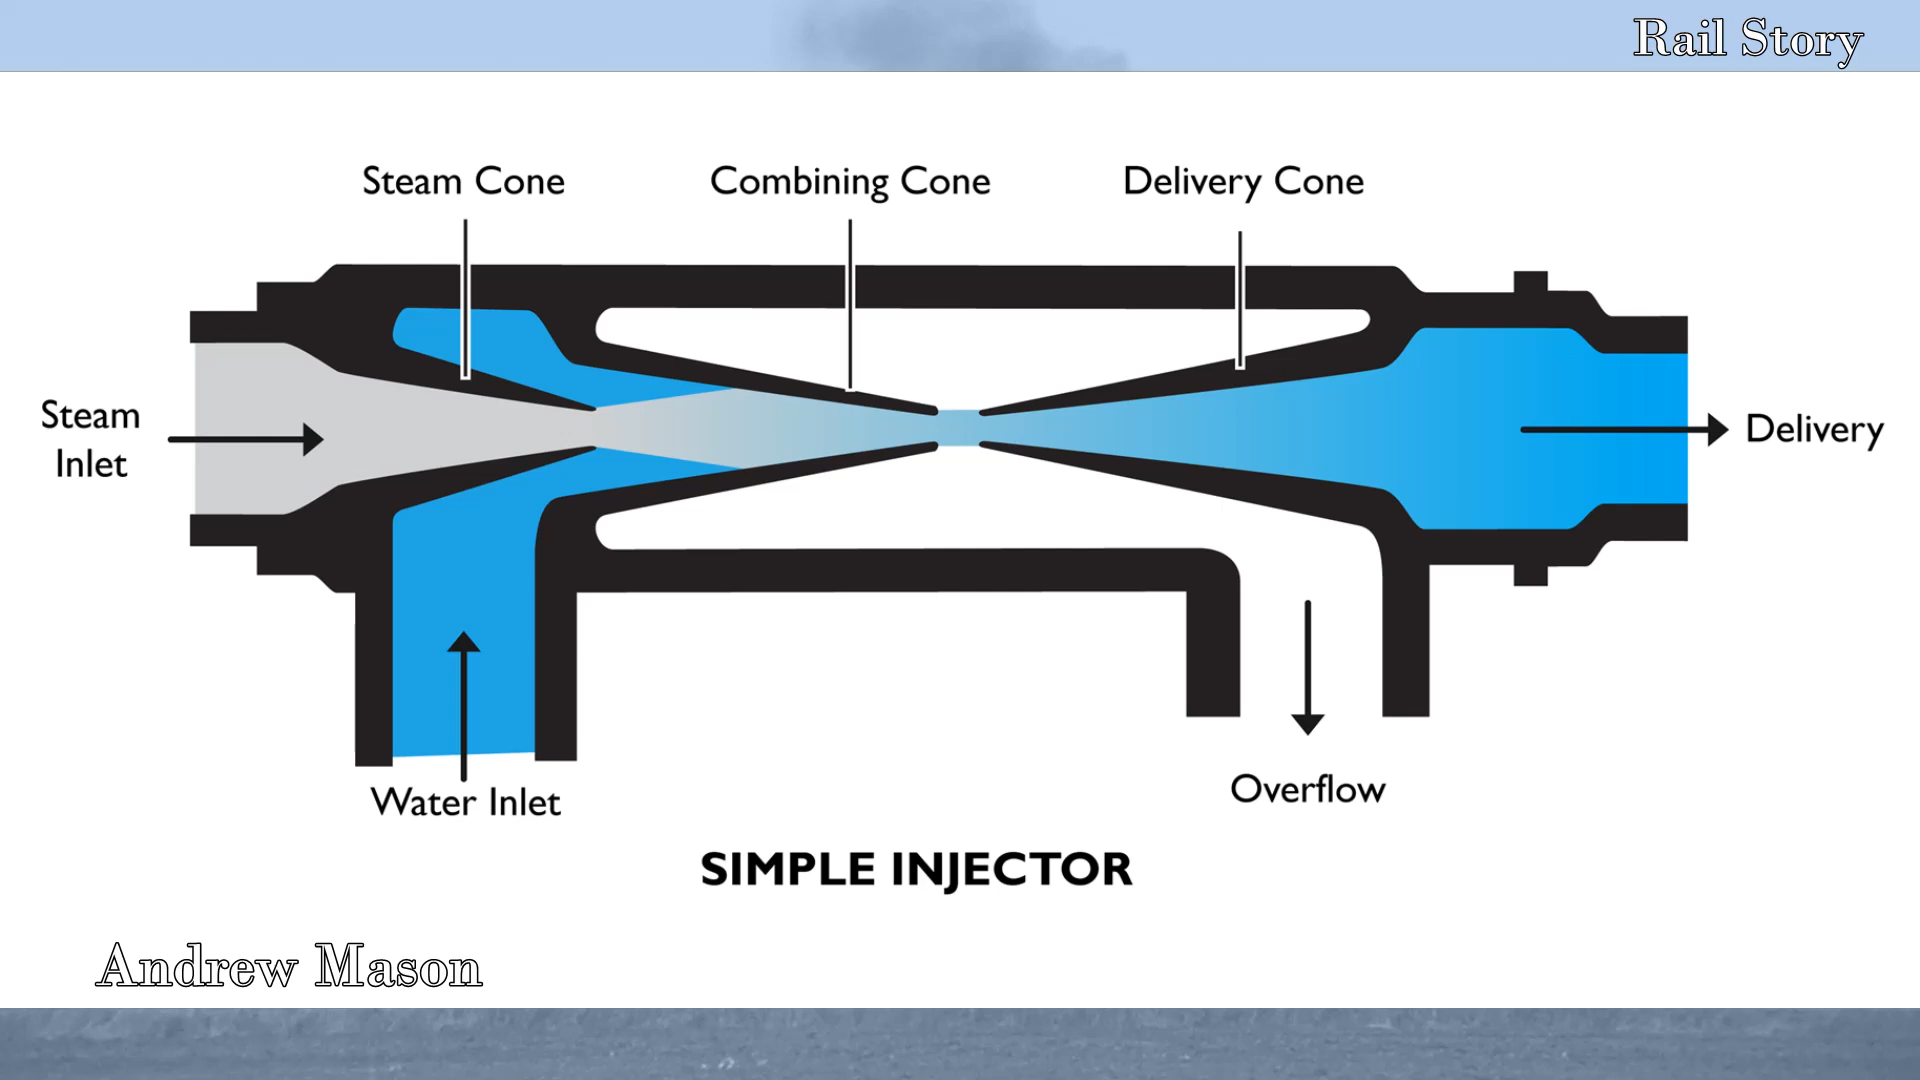 Rail Story
Steam Cone
Combining Cone
Delivery Cone
Steam
Inlet
Delivery
Water Inlet
Overflow
SIMPLE INJECTOR
Andrew Mason